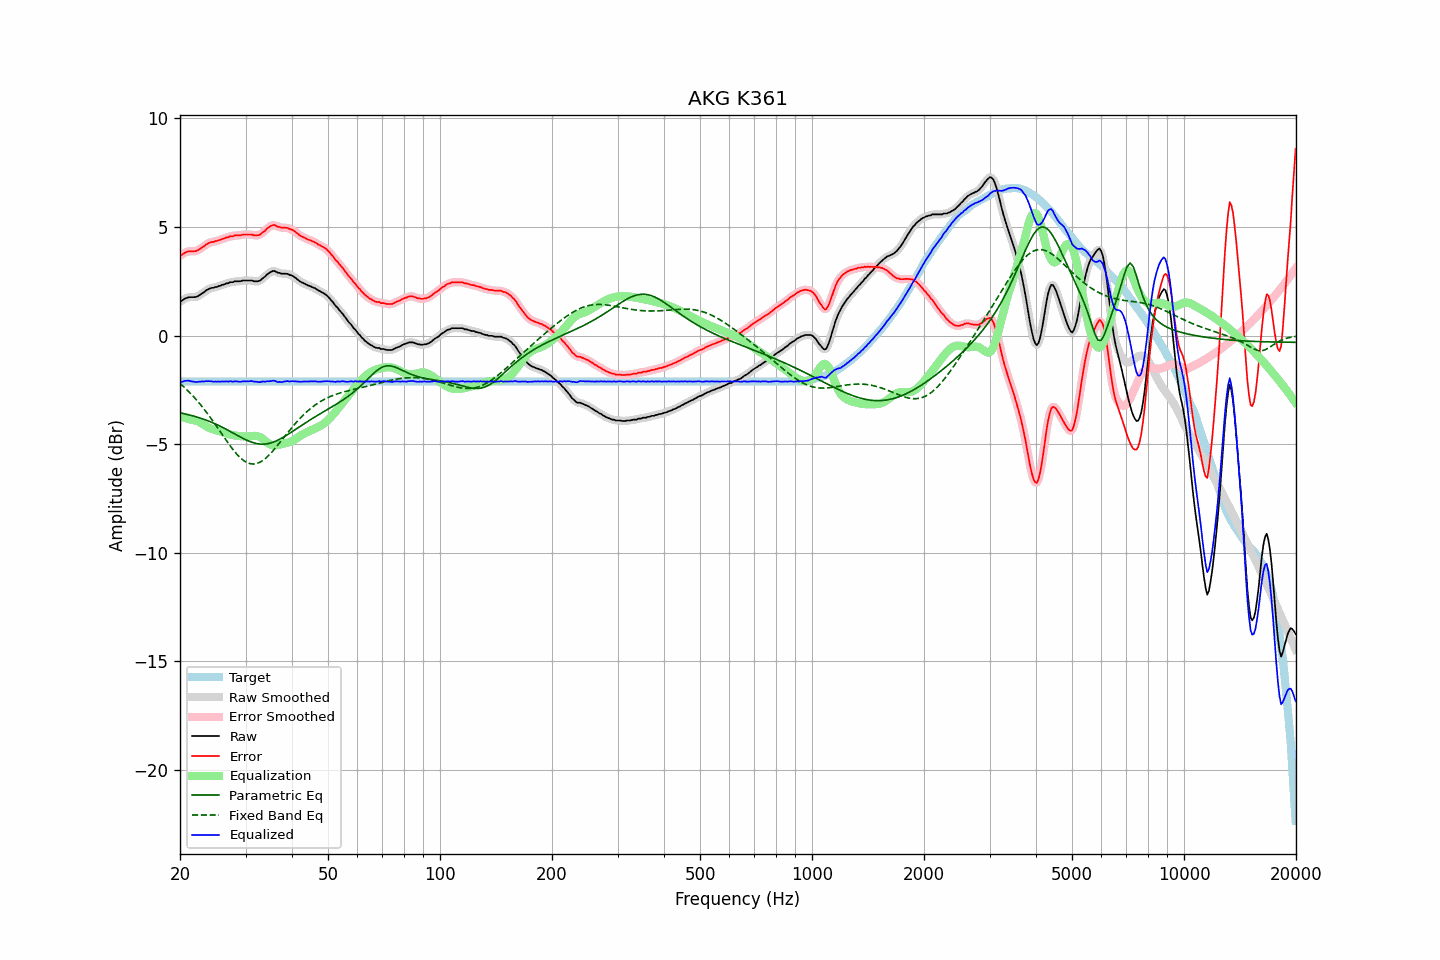 AKG K361
Amplitude (dBr)
10
5
0
−5
−10
−15
−20
Target
Raw Smoothed
Error Smoothed
Raw
Error
Equalization
Parametric Eq
Fixed Band Eq
Equalized
20 50 100 200 500 1000 2000 5000 10000 20000
Frequency (Hz)